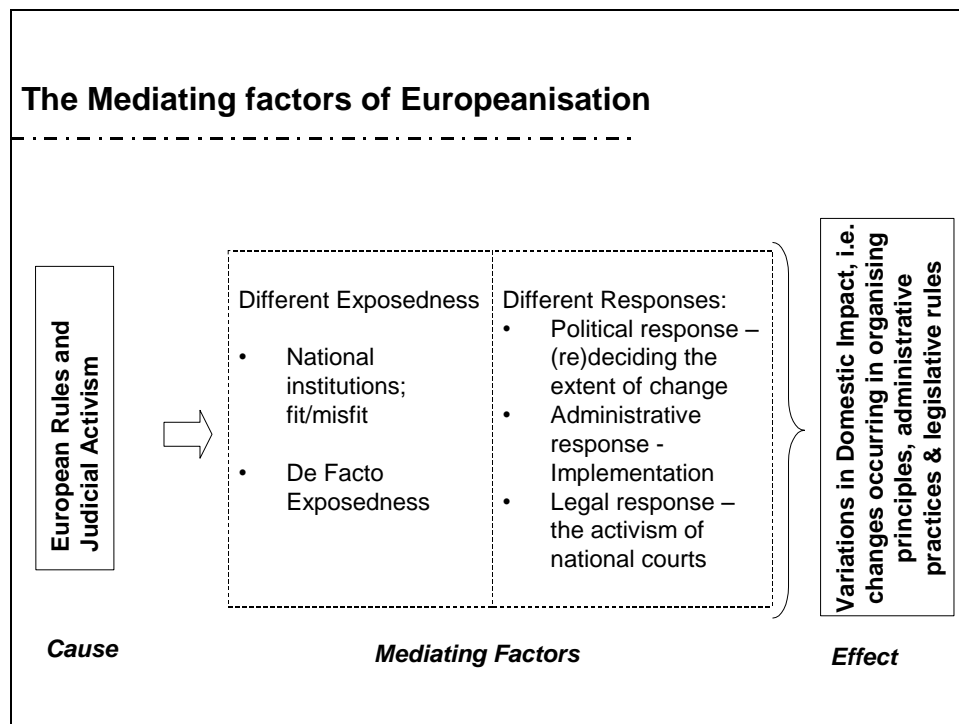 The Mediating factors of Europeanisation
European Rules and
Judicial Activism
Different Exposedness
• National
institutions;
fit/misfit
• De Facto
Exposedness
Different Responses:
• Political response –
(re)deciding the
extent of change
• Administrative
response -
Implementation
• Legal response –
the activism of
national courts
Variations in Domestic Impact, i.e.
changes occurring in organising
principles, administrative
practices & legislative rules
Cause
Mediating Factors
Effect